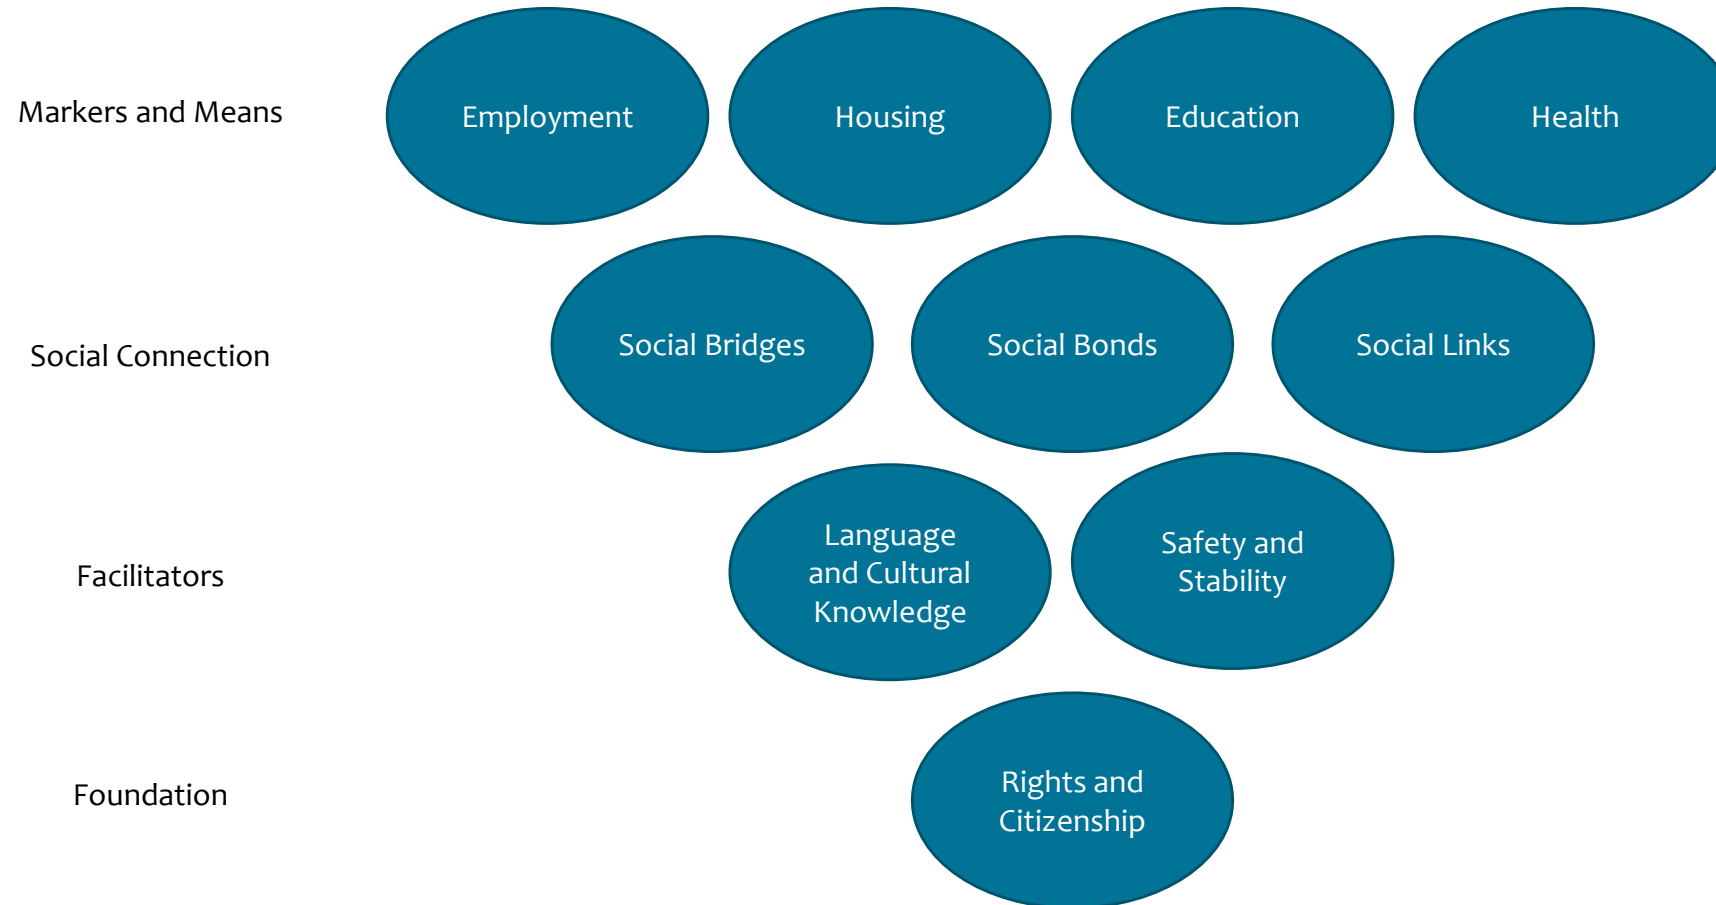 Markers and Means
Employment
Housing
Education
Health
Social Connection
Social Bridges
Social Bonds
Social Links
Facilitators
Language
and Cultural
Knowledge
Safety and
Stability
Foundation
Rights and
Citizenship